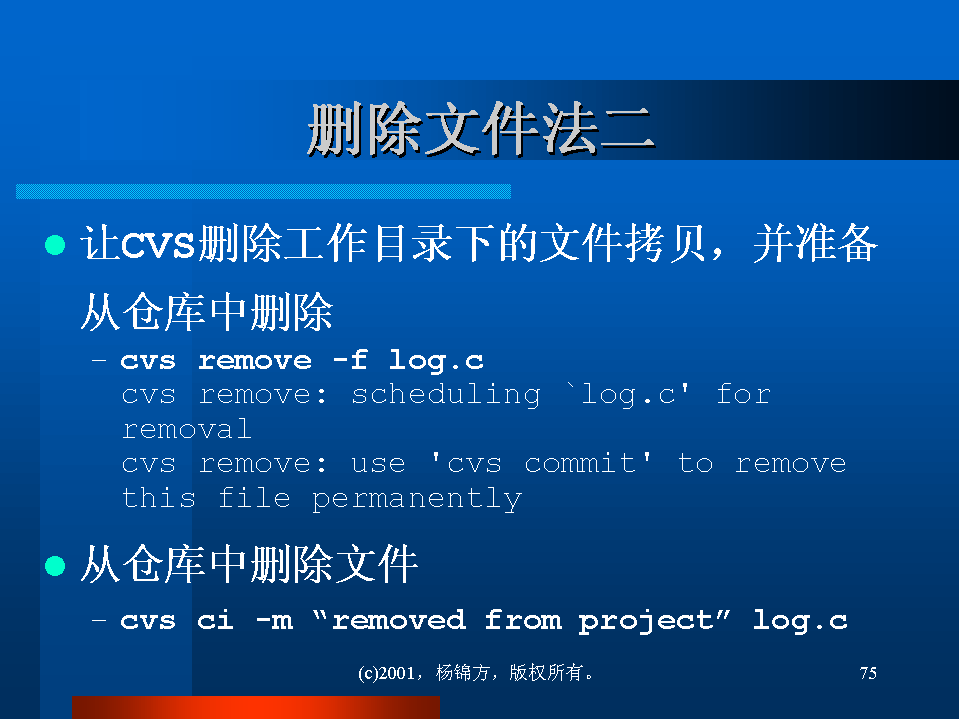 删除文件法二
让CVS删除工作目录下的文件拷贝，并准备
从仓库中删除
– cvs remove -f log.c
cvs remove: scheduling `log.c' for
removal
cvs remove: use 'cvs commit' to remove
this file permanently
从仓库中删除文件
– cvs ci -m “removed from project” log.c
(c)2001，杨锦方，版权所有。
75